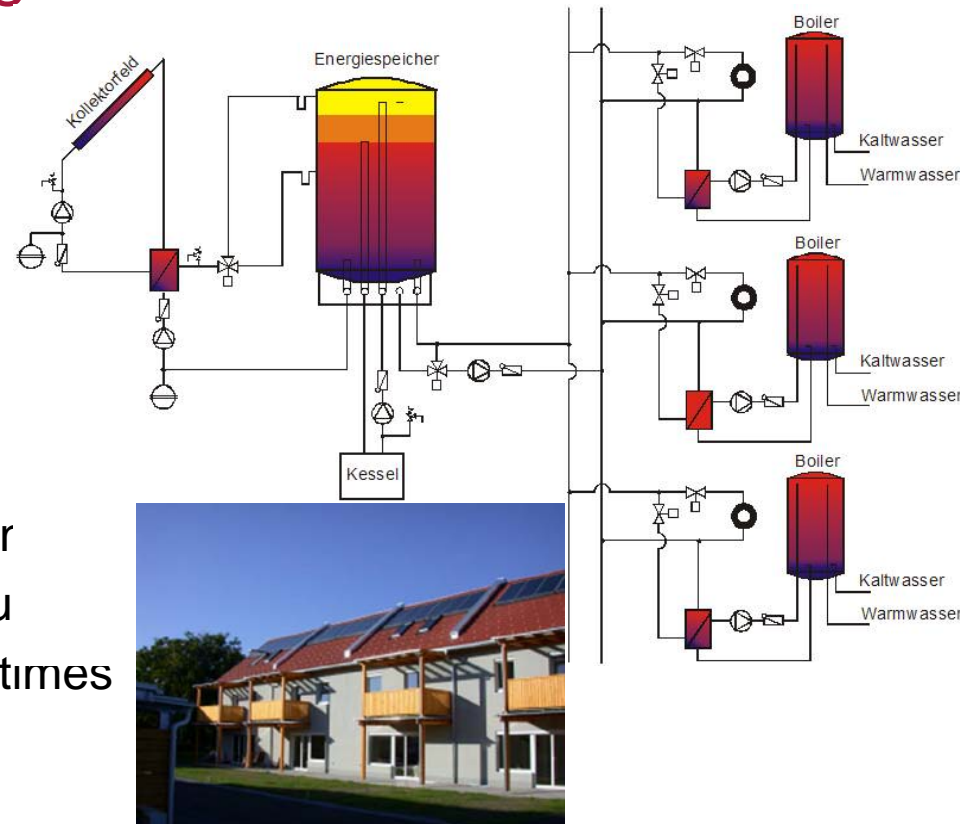 Boiler
Energiespeicher
Kollektorfeld
Kaltwasser
Warmwasser
Boiler
Kaltwasser
Warmwasser
Boiler
Kessel
Kaltwasser
Warmwasser
times